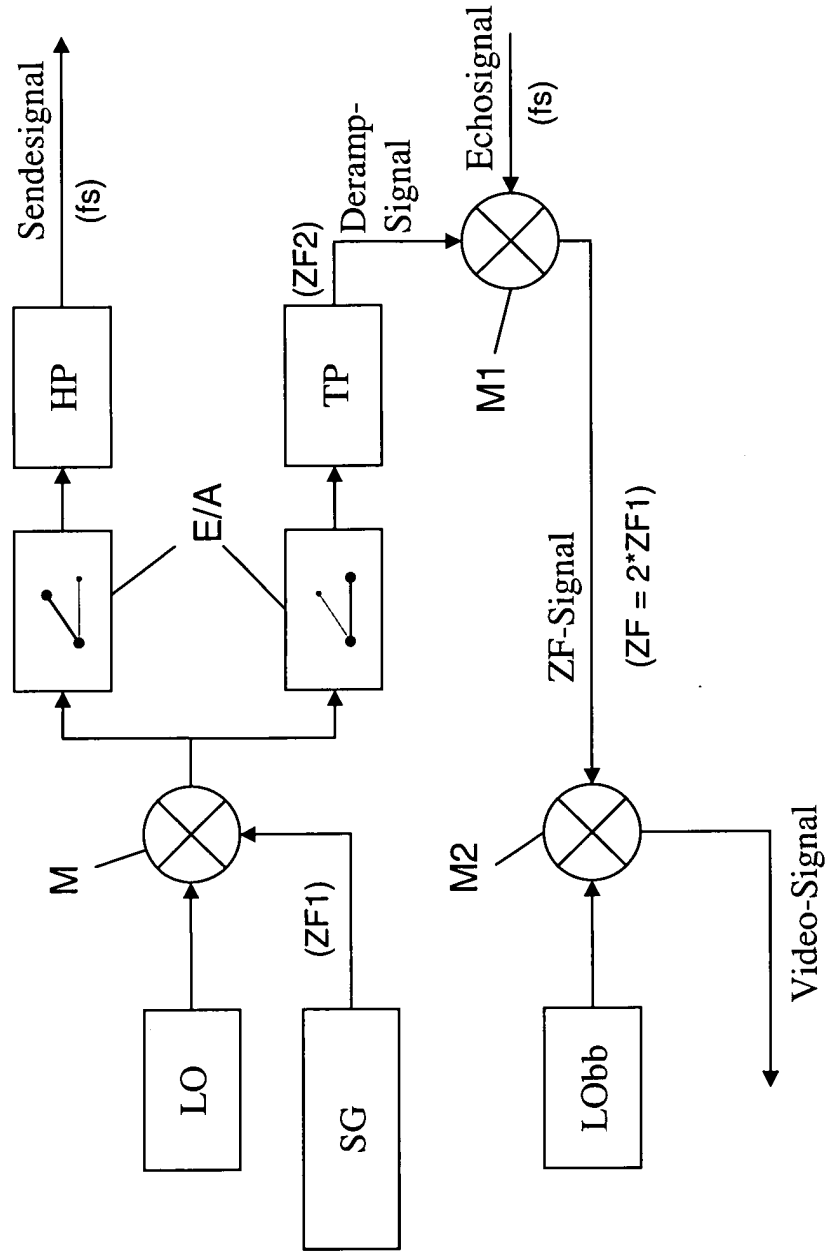 Sendesignal
(fs)
HP
E/A
M
LO
(ZF1)
SG
TP
(ZF2)
Deramp-
Signal
Echosignal
(fs)
M1
ZF-Signal
(ZF = 2*ZF1)
M2
LObb
Video-Signal